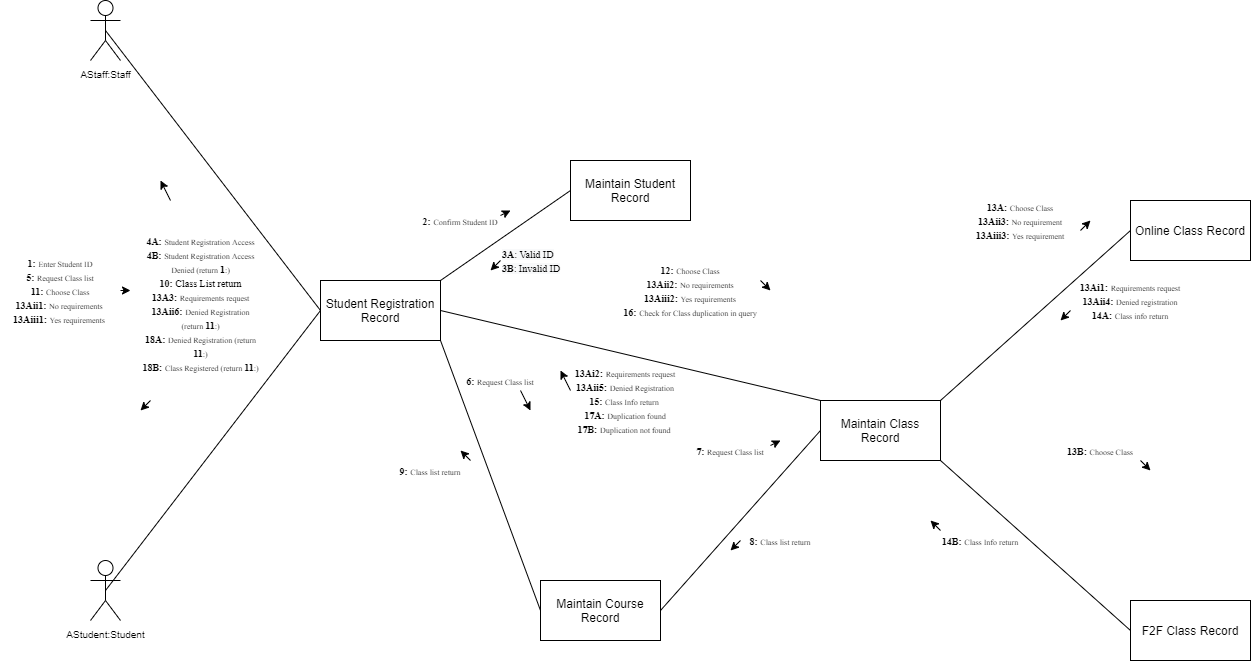 AStaff:Staff
1: Enter Student ID
5: Request Class list
11: Choose Class
13Aii1: No requirements
13Aiii1: Yes requirements
4A: Student Registration Access
4B: Student Registration Access
Denied (return 1:)
10: Class List return
13A3: Requirements request
13Aii6: Denied Registration
(return 11:)
18A: Denied Registration (return
11:)
18B: Class Registered (return 11:)
AStudent:Student
Student Registration
Record
2: Confirm Student ID
3A: Valid ID
3B: Invalid ID
Maintain Student
Record
12: Choose Class
13Aii2: No requirements
13Aiii2: Yes requirements
16: Check for Class duplication in query
13Ai2: Requirements request
13Aii5: Denied Registration
15: Class Info return
17A: Duplication found
17B: Duplication not found
6: Request Class list
9: Class list return
7: Request Class list
8: Class list return
Maintain Course
Record
Maintain Class
Record
13A: Choose Class
13Aii3: No requirement
13Aiii3: Yes requirement
Online Class Record
13Ai1: Requirements request
13Aii4: Denied registration
14A: Class info return
13B: Choose Class
14B: Class Info return
F2F Class Record